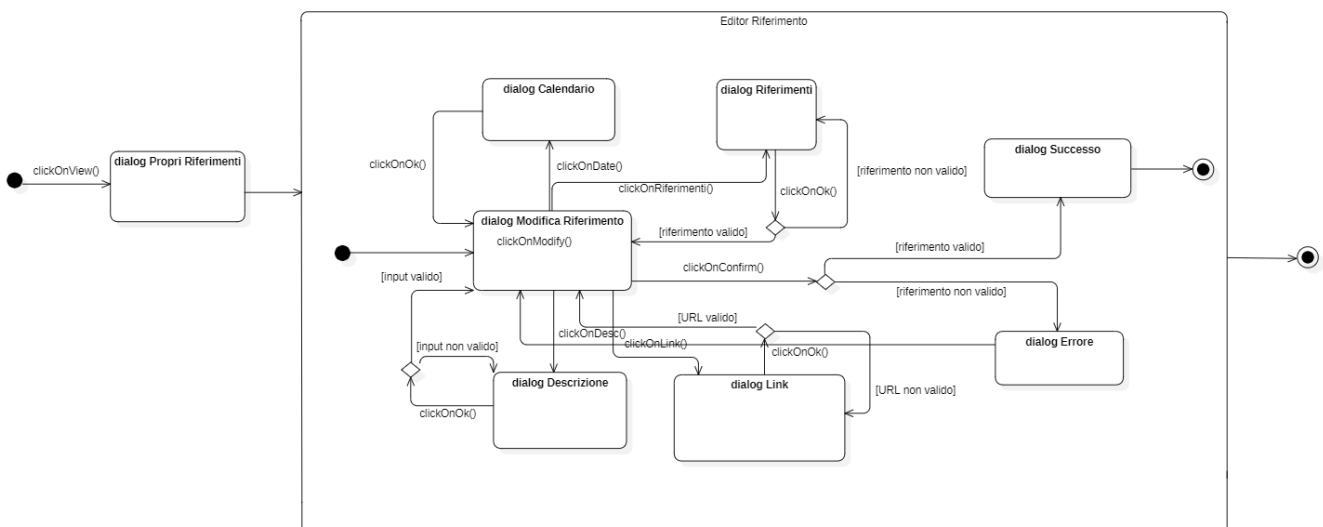 Editor Riferimento
dialog Calendario
dialog Riferimenti
clickOnView()
dialog Propri Riferimenti
clickOnOk()
clickOnDate()
clickOnRiferimenti()
clickOnOk()
[riferimento non valido]
dialog Successo
dialog Modifica Riferimento
clickOnModify()
[riferimento valido]
clickOnConfirm()
[riferimento valido]
[input valido]
[riferimento non valido]
[URL valido]
clickOnDesc()
clickOnLink()
[input non valido]
clickOnOk()
dialog Errore
dialog Descrizione
dialog Link
[URL non valido]
clickOnOk()